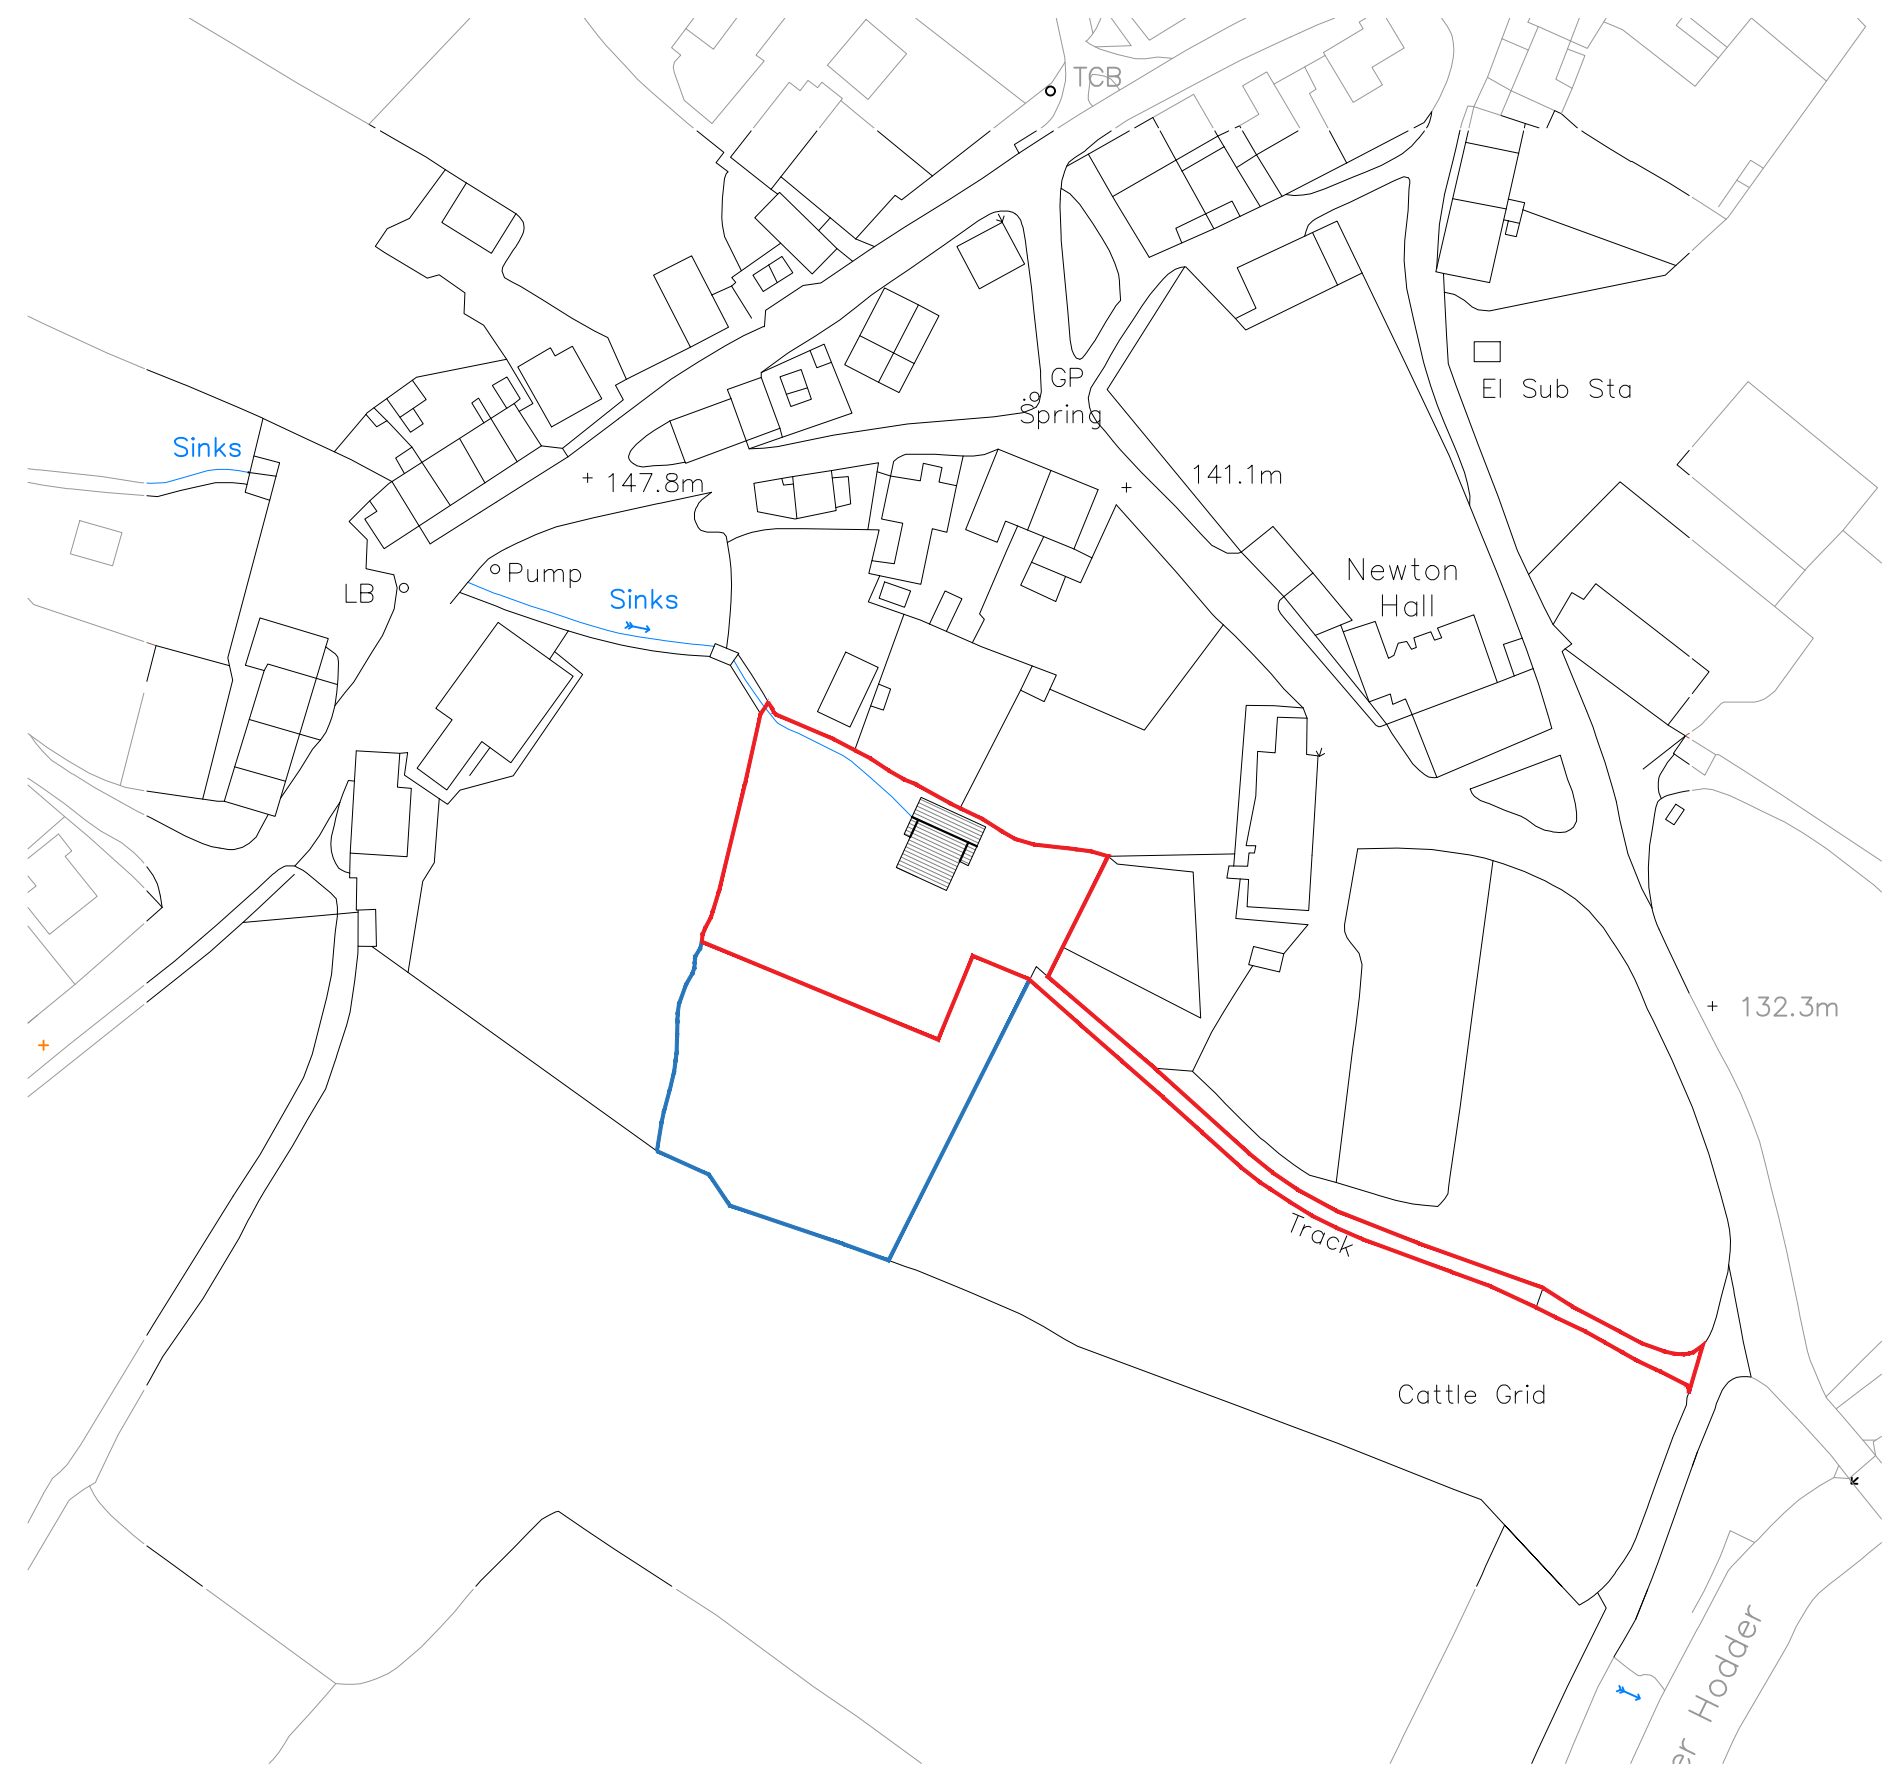 TCB
GP
Spring
El Sub Sta
Sinks
147.8m
141.1m
Pump
LB
Sinks
Newton
Hall
132.3m
Track
Cattle Grid
er Hodder